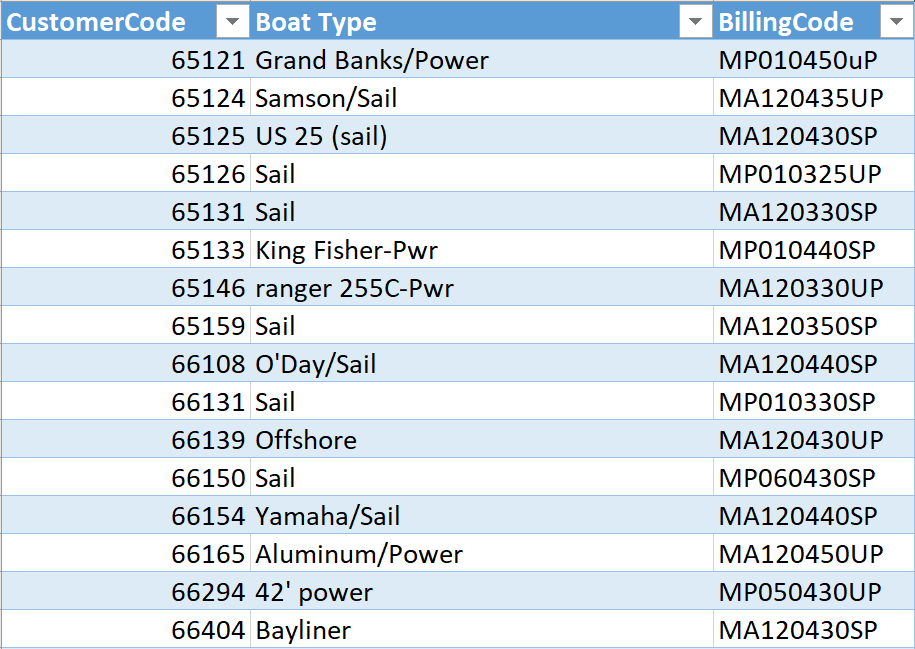 CustomerCode Boat Type BillingCode
65121 Grand Banks/Power MP010450uP
65124 Samson/Sail MA120435UP
65125 US 25 (sail) MA120430SP
65126 Sail MP010325UP
65131 Sail MA120330SP
65133 King Fisher-Pwr MP010440SP
65146 ranger 255C-Pwr MA120330UP
65159 Sail MA120350SP
66108 O'Day/Sail MA120440SP
66131 Sail MP010330SP
66139 Offshore MA120430UP
66150 Sail MP060430SP
66154 Yamaha/Sail MA120440SP
66165 Aluminum/Power MA120450UP
66294 42' power MP050430UP
66404 Bayliner MA120430SP